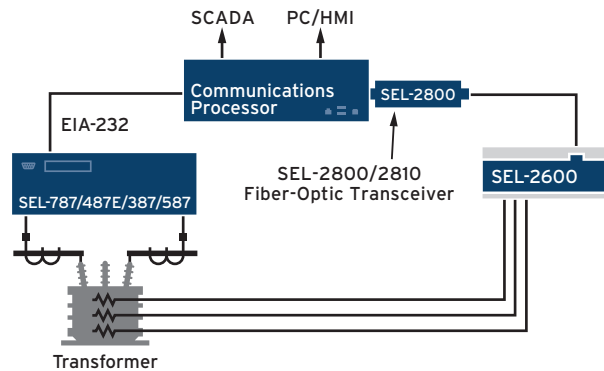 SCADA
PC/HMI
Communications
Processor
SEL-2800
EIA-232
SEL-2800/2810
Fiber-Optic Transceiver
SEL-2600
SEL-787/487E/387/587
Transformer